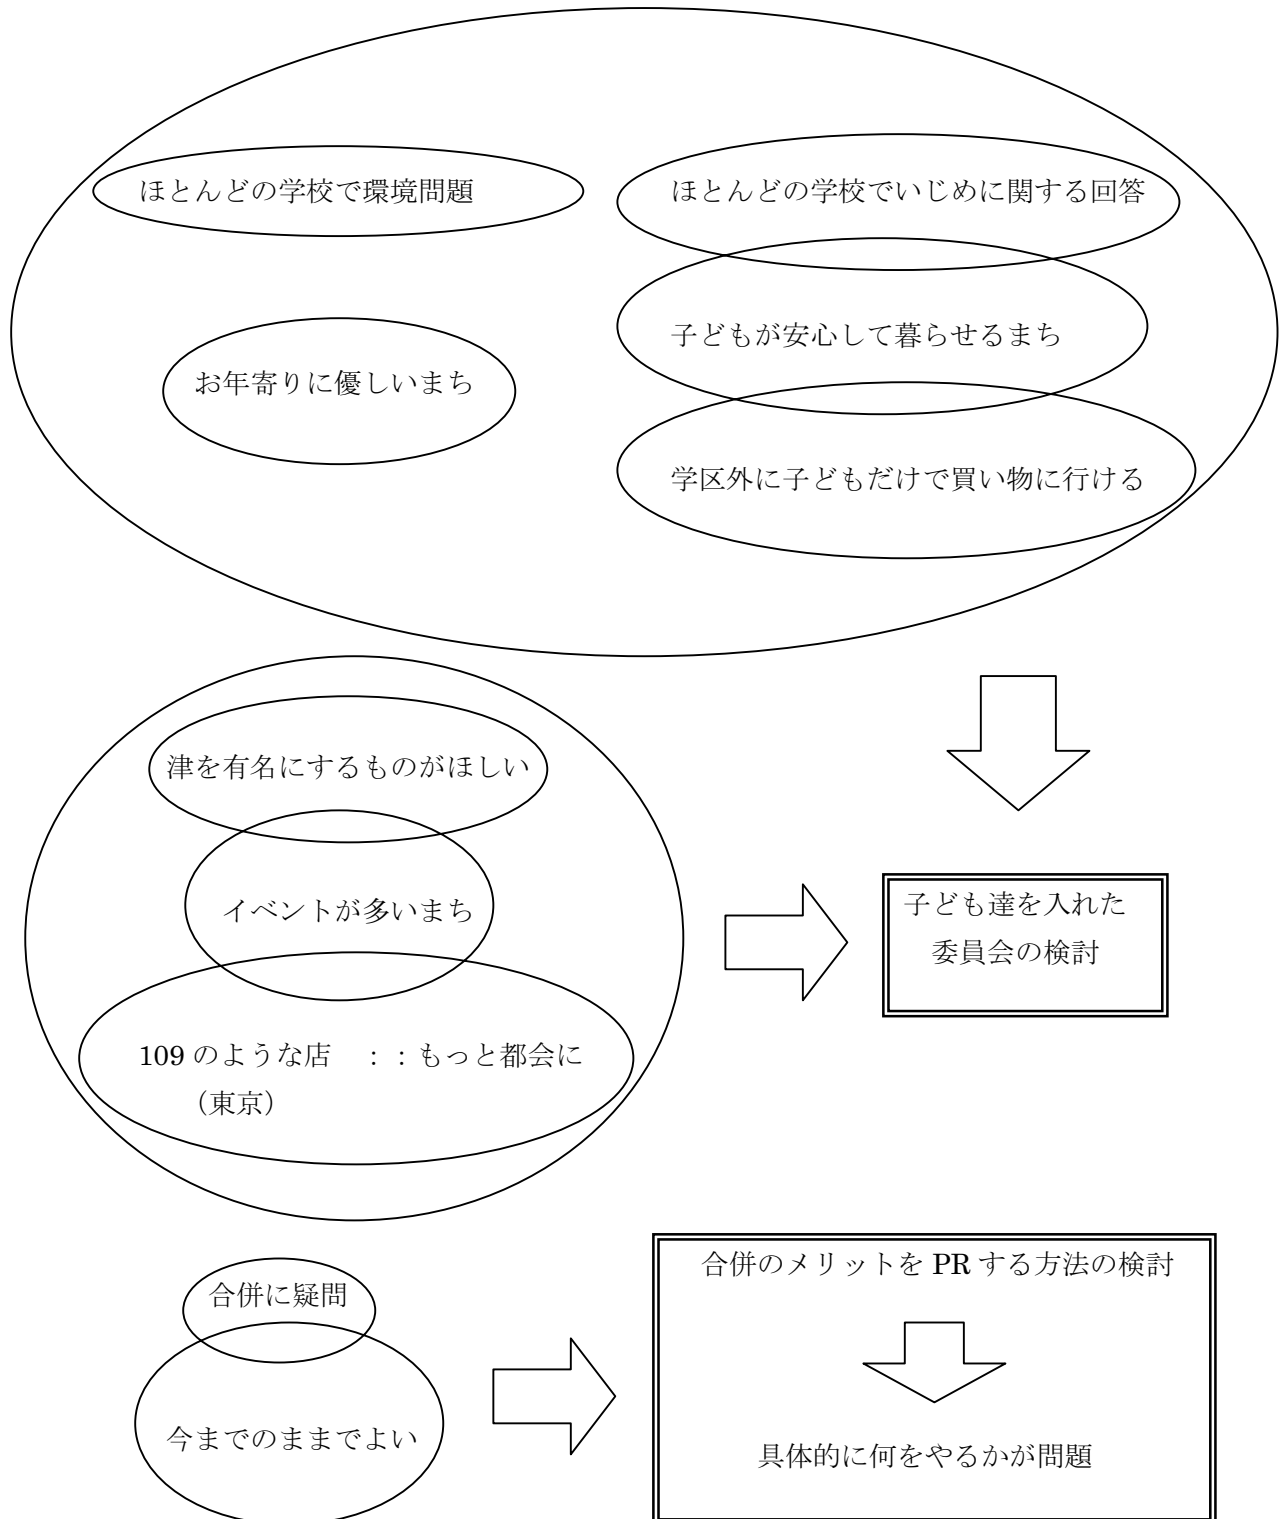 ほとんどの学校で環境問題
ほとんどの学校でいじめに関する回答
子どもが安心して暮らせるまち
お年寄りに優しいまち
学区外に子どもだけで買い物に行ける
津を有名にするものがほしい
イベントが多いまち
109 のような店　：：もっと都会に
（東京）
子ども達を入れた
委員会の検討
合併に疑問
今までのままでよい
合併のメリットを PR する方法の検討
具体的に何をやるかが問題